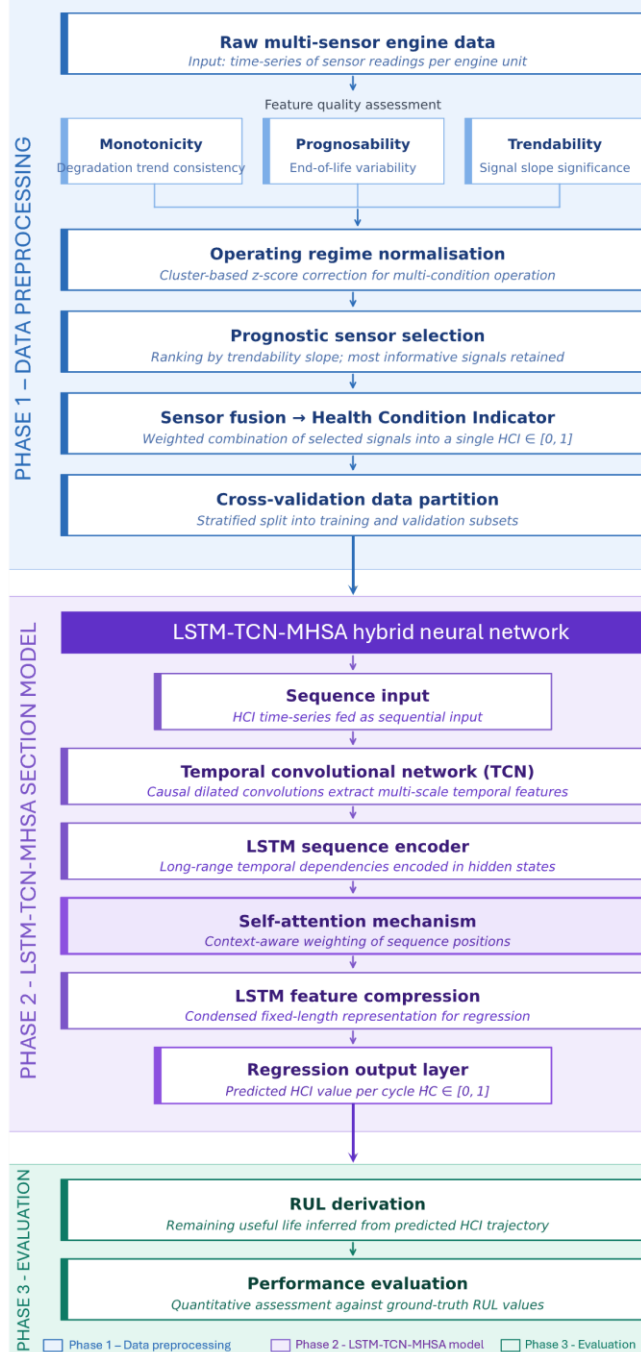 PHASE 1 – DATA PREPROCESSING
Raw multi-sensor engine data
Input: time-series of sensor readings per engine unit
Feature quality assessment
Monotonicity
Degradation trend consistency
Prognosability
End-of-life variability
Trendability
Signal slope significance
Operating regime normalisation
Cluster-based z-score correction for multi-condition operation
Prognostic sensor selection
Ranking by trendability slope; most informative signals retained
Sensor fusion → Health Condition Indicator
Weighted combination of selected signals into a single HCI ∈ [0, 1]
Cross-validation data partition
Stratified split into training and validation subsets
PHASE 2 - LSTM-TCN-MHSA SECTION MODEL
LSTM-TCN-MHSA hybrid neural network
Sequence input
HCI time-series fed as sequential input
Temporal convolutional network (TCN)
Causal dilated convolutions extract multi-scale temporal features
LSTM sequence encoder
Long-range temporal dependencies encoded in hidden states
Self-attention mechanism
Context-aware weighting of sequence positions
LSTM feature compression
Condensed fixed-length representation for regression
Regression output layer
Predicted HCI value per cycle ĤC ∈ [0, 1]
PHASE 3 - EVALUATION
RUL derivation
Remaining useful life inferred from predicted HCI trajectory
Performance evaluation
Quantitative assessment against ground-truth RUL values
Phase 1 – Data preprocessing
Phase 2 - LSTM-TCN-MHSA model
Phase 3 - Evaluation